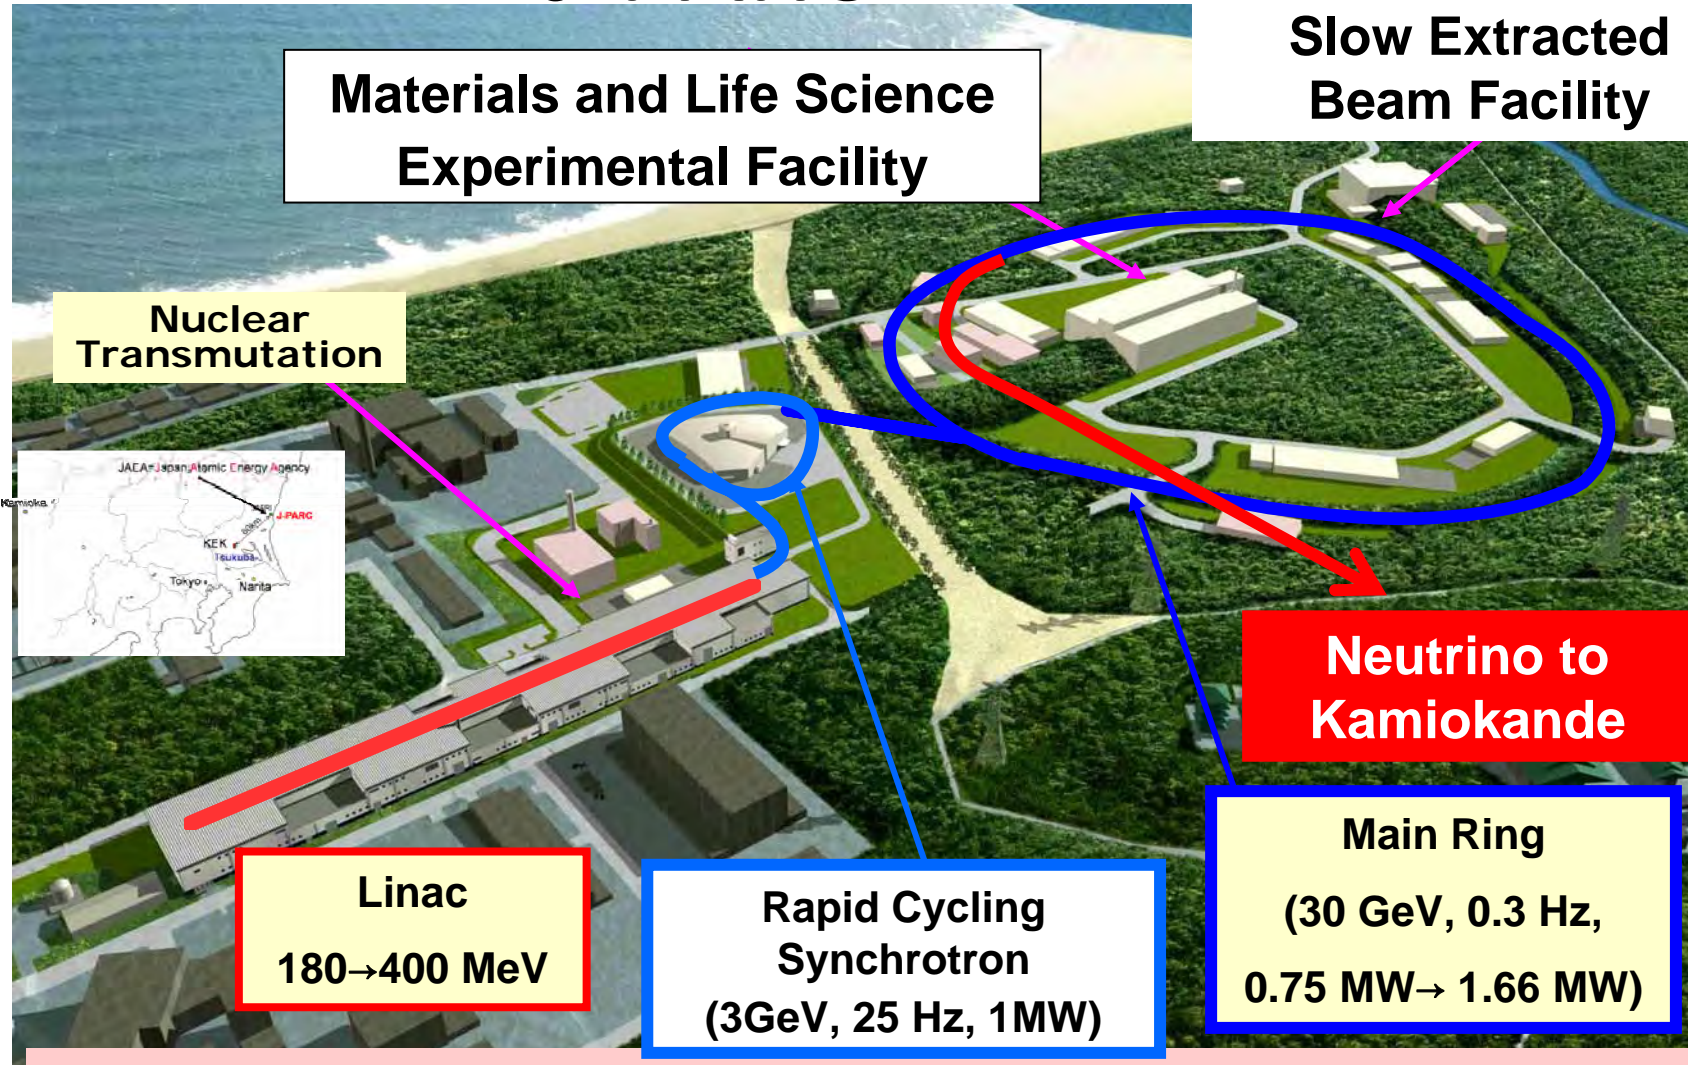 Materials and Life Science
Experimental Facility
Slow Extracted
Beam Facility
Nuclear
Transmutation
JAEA=Japan Atomic Energy Agency
Kamioka
J-PARC
60km
KEK
Tsukuba
Tokyo
Narita
Neutrino to
Kamiokande
Linac
180→400 MeV
Rapid Cycling
Synchrotron
(3GeV, 25 Hz, 1MW)
Main Ring
(30 GeV, 0.3 Hz,
0.75 MW→ 1.66 MW)